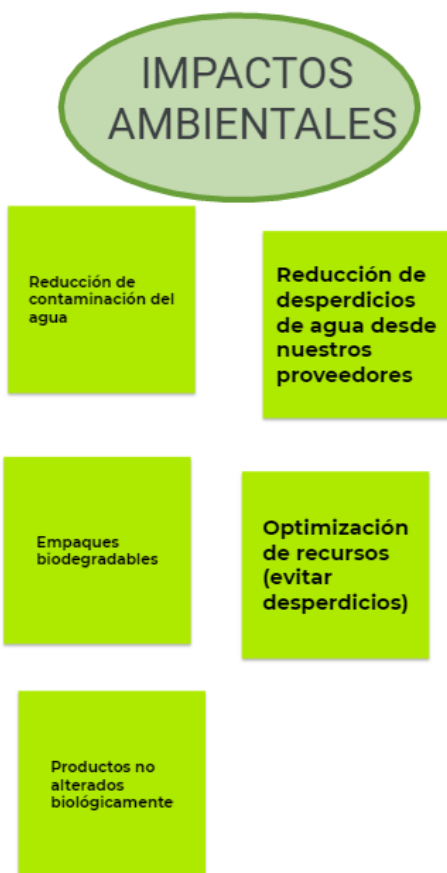 IMPACTOS
AMBIENTALES
Reducción de
contaminación del
agua
Reducción de
desperdicios
de agua desde
nuestros
proveedores
Empaques
biodegradables
Optimización
de recursos
(evitar
desperdicios)
Productos no
alterados
biológicamente